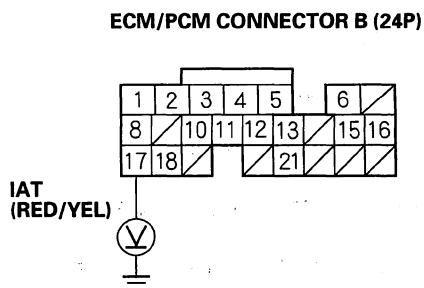 ECM/PCM CONNECTOR B (24P)
1 2 3 4 5 6
8 10 11 12 13 15 16
17 18 21
IAT
(RED/YEL)
V